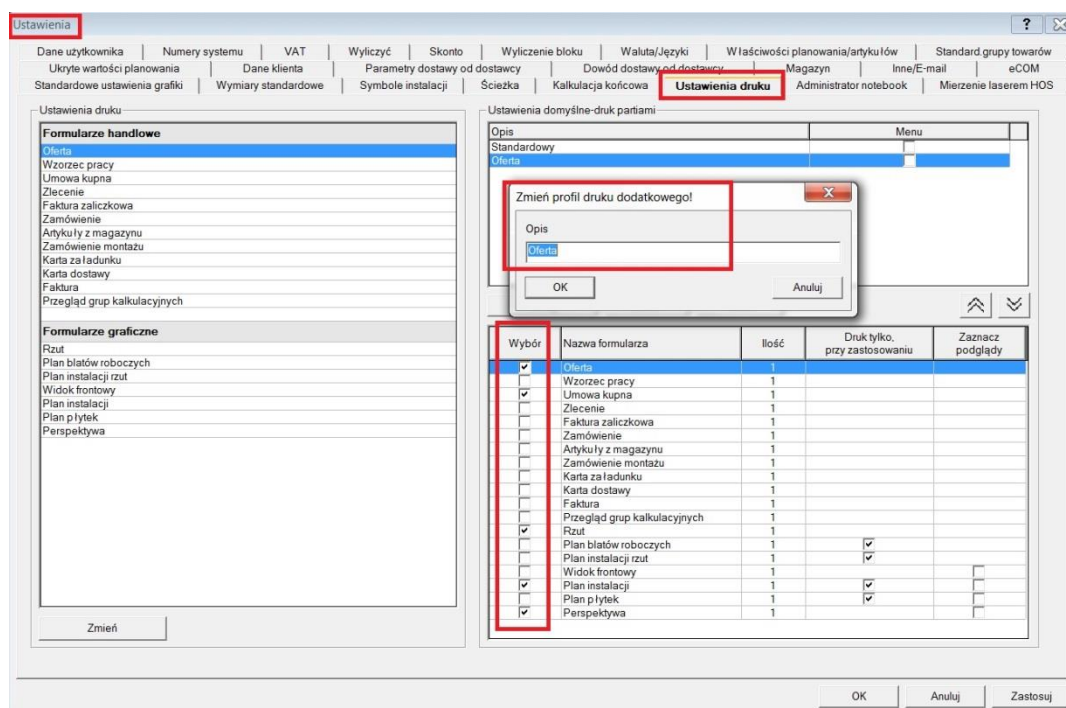 Ustawienia
Dane użytkownika Numery systemu VAT Wyliczyć Skonto Wyliczenie bloku Waluta/Języki Właściwości planowania/artykułów Standard.grupy towarów
Ukryte wartości planowania Dane klienta Parametry dostawy od dostawcy Dowód dostawy od dostawcy Magazyn Inne/E-mail eCOM
Standardowe ustawienia grafiki Wymiary standardowe Symbole instalacji Ścieżka Kalkulacja końcowa Ustawienia druku Administrator notebook Mierzenie laserem HOS
Ustawienia druku
Formularze handlowe
Oferta
Wzorzec pracy
Umowa kupna
Zlecenie
Faktura zaliczkowa
Zamówienie
Artykuły z magazynu
Zamówienie montażu
Karta załadunku
Karta dostawy
Faktura
Przegląd grup kalkulacyjnych
Formularze graficzne
Rzut
Plan blatów roboczych
Plan instalacji rzut
Widok frontowy
Plan instalacji
Plan płytek
Perspektywa
Zmień
Ustawienia domyślne-druk partiami
Opis Menu
Standardowy
Oferta
Zmień profil druku dodatkowego!
Opis
Oferta
OK Anuluj
Wybór Nazwa formularza Ilość Druk tylko, przy zastosowaniu Zaznacz podglądy
Oferta 1
Wzorzec pracy 1
Umowa kupna 1
Zlecenie 1
Faktura zaliczkowa 1
Zamówienie 1
Artykuły z magazynu 1
Zamówienie montażu 1
Karta załadunku 1
Karta dostawy 1
Faktura 1
Przegląd grup kalkulacyjnych 1
Rzut 1
Plan blatów roboczych 1
Plan instalacji rzut 1
Widok frontowy 1
Plan instalacji 1
Plan płytek 1
Perspektywa 1
OK Anuluj Zastosuj